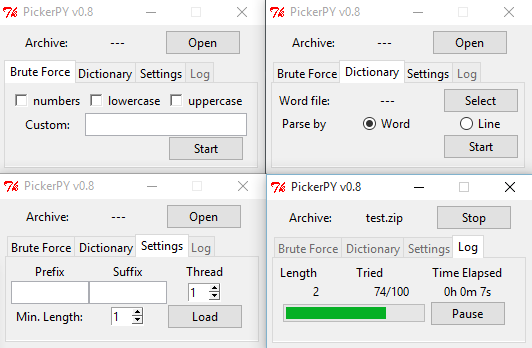 PickerPY v0.8
Archive: --- Open
Brute Force Dictionary Settings Log
numbers lowercase uppercase
Custom:
Start
PickerPY v0.8
Archive: --- Open
Brute Force Dictionary Settings Log
Word file: --- Select
Parse by Word Line
Start
PickerPY v0.8
Archive: --- Open
Brute Force Dictionary Settings Log
Prefix Suffix Thread
1
Min. Length: 1 Load
PickerPY v0.8
Archive: test.zip Stop
Brute Force Dictionary Settings Log
Length Tried Time Elapsed
2 74/100 0h 0m 7s
Pause